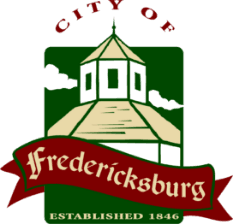 CITY OF
Fredericksburg
ESTABLISHED 1846